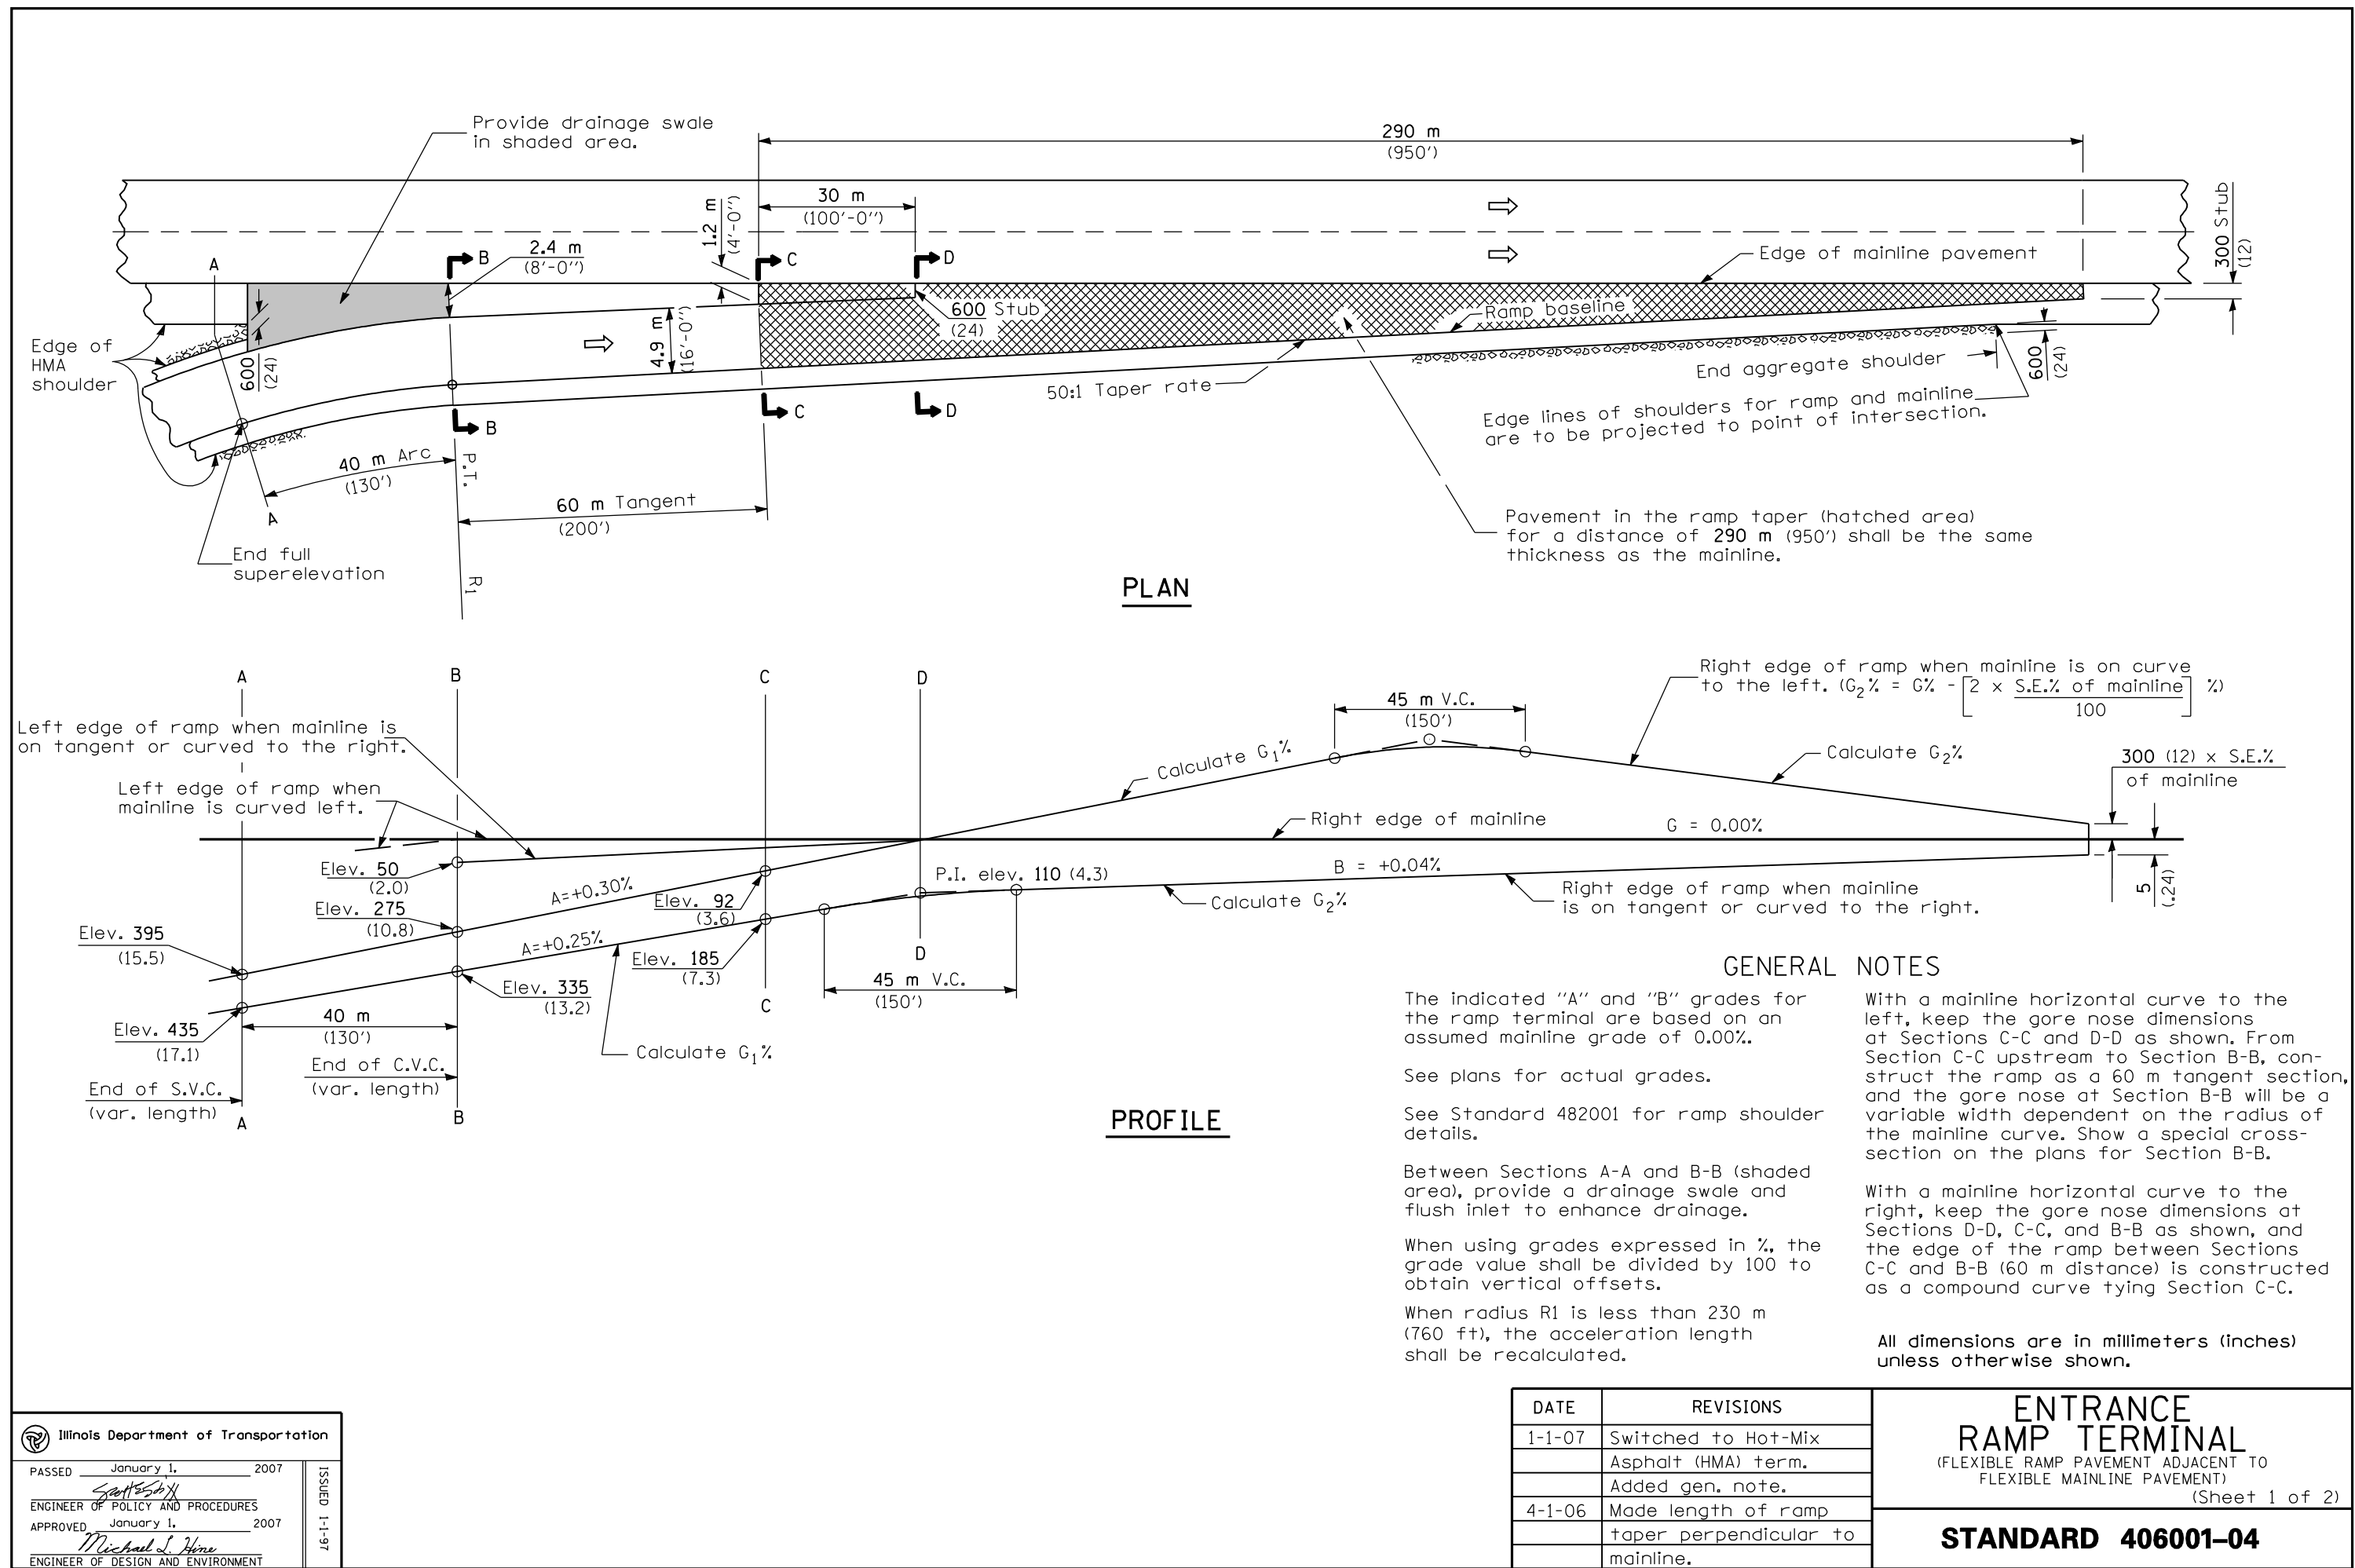 Provide drainage swale
in shaded area.
290 m
(950')
30 m
(100'-0")
1.2 m
(4'-0")
2.4 m
(8'-0")
300 Stub
(12)
A
B
C
D
Edge of mainline pavement
600 Stub
(24)
Ramp baseline
Edge of
HMA
shoulder
600
(24)
4.9 m
(16'-0")
50:1 Taper rate
End aggregate shoulder
600
(24)
Edge lines of shoulders for ramp and mainline
are to be projected to point of intersection.
C
D
B
40 m Arc
(130')
P.T.
60 m Tangent
(200')
A
End full
superelevation
R1
Pavement in the ramp taper (hatched area)
for a distance of 290 m (950') shall be the same
thickness as the mainline.
PLAN
A
B
C
D
Right edge of ramp when mainline is on curve
to the left. (G2% = G% - [2 x S.E.% of mainline / 100] %)
45 m V.C.
(150')
Left edge of ramp when mainline is
on tangent or curved to the right.
Calculate G1%
Calculate G2%
300 (12) x S.E.%
of mainline
Left edge of ramp when
mainline is curved left.
Right edge of mainline
G = 0.00%
Elev. 50
(2.0)
A=+0.30%
Elev. 92
(3.6)
P.I. elev. 110 (4.3)
B = +0.04%
5
(.24)
Calculate G2%
Right edge of ramp when mainline
is on tangent or curved to the right.
Elev. 275
(10.8)
Elev. 395
(15.5)
A=+0.25%
Elev. 185
(7.3)
D
Elev. 335
(13.2)
45 m V.C.
(150')
C
Elev. 435
(17.1)
40 m
(130')
Calculate G1%
End of C.V.C.
(var. length)
End of S.V.C.
(var. length)
A
B
PROFILE
GENERAL NOTES
The indicated "A" and "B" grades for
the ramp terminal are based on an
assumed mainline grade of 0.00%.
See plans for actual grades.
See Standard 482001 for ramp shoulder
details.
Between Sections A-A and B-B (shaded
area), provide a drainage swale and
flush inlet to enhance drainage.
When using grades expressed in %, the
grade value shall be divided by 100 to
obtain vertical offsets.
When radius R1 is less than 230 m
(760 ft), the acceleration length
shall be recalculated.
With a mainline horizontal curve to the
left, keep the gore nose dimensions
at Sections C-C and D-D as shown. From
Section C-C upstream to Section B-B, con-
struct the ramp as a 60 m tangent section,
and the gore nose at Section B-B will be a
variable width dependent on the radius of
the mainline curve. Show a special cross-
section on the plans for Section B-B.
With a mainline horizontal curve to the
right, keep the gore nose dimensions at
Sections D-D, C-C, and B-B as shown, and
the edge of the ramp between Sections
C-C and B-B (60 m distance) is constructed
as a compound curve tying Section C-C.
All dimensions are in millimeters (inches)
unless otherwise shown.
Illinois Department of Transportation
PASSED January 1, 2007
ENGINEER OF POLICY AND PROCEDURES
APPROVED January 1, 2007
Michael L. Hine
ENGINEER OF DESIGN AND ENVIRONMENT
ISSUED 1-1-97
DATE REVISIONS
1-1-07 Switched to Hot-Mix
Asphalt (HMA) term.
Added gen. note.
4-1-06 Made length of ramp
taper perpendicular to
mainline.
ENTRANCE
RAMP TERMINAL
(FLEXIBLE RAMP PAVEMENT ADJACENT TO
FLEXIBLE MAINLINE PAVEMENT)
(Sheet 1 of 2)
STANDARD 406001–04